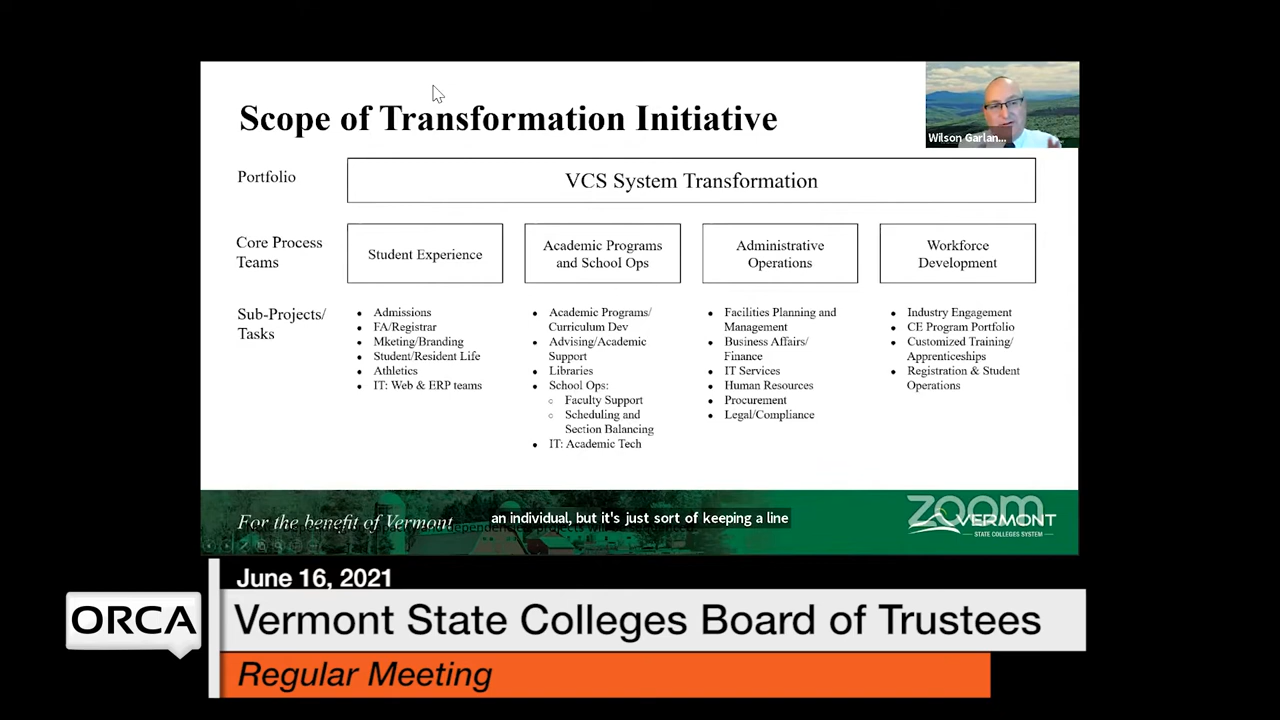 Scope of Transformation Initiative
Wilson Garlan...
Portfolio
VCS System Transformation
Core Process
Teams
Student Experience
Academic Programs
and School Ops
Administrative
Operations
Workforce
Development
Sub-Projects/
Tasks
• Admissions
• FA/Registrar
• Mketing/Branding
• Student/Resident Life
• Athletics
• IT: Web & ERP teams
• Academic Programs/
Curriculum Dev
• Advising/Academic
Support
• Libraries
• School Ops:
○ Faculty Support
○ Scheduling and
Section Balancing
• IT: Academic Tech
• Facilities Planning and
Management
• Business Affairs/
Finance
• IT Services
• Human Resources
• Procurement
• Legal/Compliance
• Industry Engagement
• CE Program Portfolio
• Customized Training/
Apprenticeships
• Registration & Student
Operations
For the benefit of Vermont
an individual, but it's just sort of keeping a line
zoom
VERMONT
STATE COLLEGES SYSTEM
June 16, 2021
ORCA
Vermont State Colleges Board of Trustees
Regular Meeting